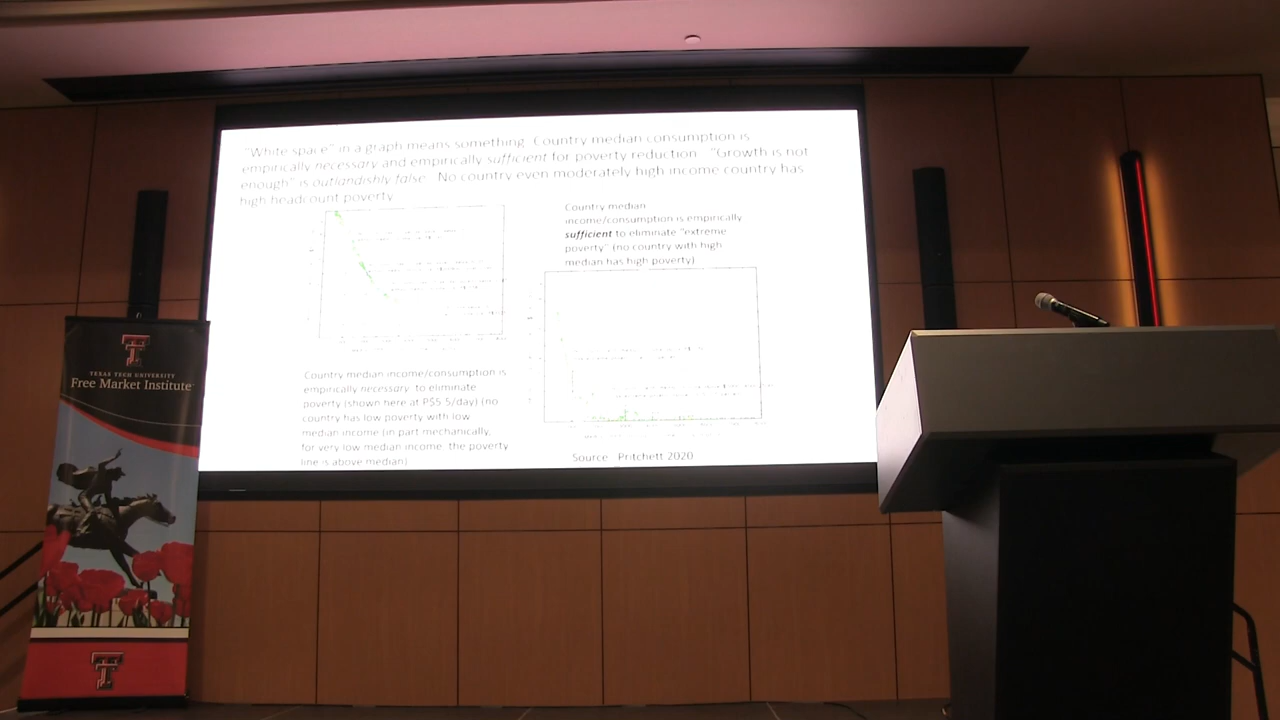 "White space" in a graph means something. Country median consumption is
empirically necessary and empirically sufficient for poverty reduction. "Growth is not
enough" is outlandishly false. No country even moderately high income country has
high headcount poverty
Country median
income/consumption is empirically
sufficient to eliminate "extreme
poverty" (no country with high
median has high poverty)
Country median income/consumption is
empirically necessary to eliminate
poverty (shown here at P$5.5/day) (no
country has low poverty with low
median income (in part mechanically,
for very low median income the poverty
line is above median)
Source: Pritchett 2020
TEXAS TECH UNIVERSITY
Free Market Institute